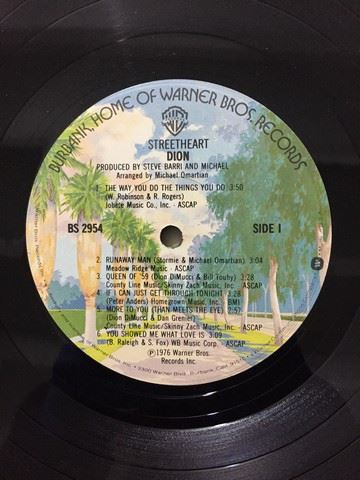 BURBANK, HOME OF WARNER BROS. RECORDS
STREETHEART
DION
PRODUCED BY STEVE BARRI AND MICHAEL
Arranged by Michael Omartian
1. THE WAY YOU DO THE THINGS YOU DO 3:50
(W. Robinson & R. Rogers)
Jobete Music Co., Inc. - ASCAP
BS 2954
SIDE 1
2. RUNAWAY MAN (Stormie & Michael Omartian) 3:04
Meadow Ridge Music - ASCAP
3. QUEEN OF '59 (Dion DiMucci & Bill Touhy) 3:28
County Line Music/Skinny Zach Music, Inc. - ASCAP
4. IF I CAN JUST GET THROUGH TONIGHT 3:28
(Peter Anders) Homegrown Music, Inc. - BMI
5. MORE TO YOU (THAN MEETS THE EYE) 2:57
(Dion DiMucci and Dan Grenier)
County Line Music/Skinny Zach Music, Inc. - ASCAP
6. YOU SHOWED ME WHAT LOVE IS 3:09
(B. Raleigh & S. Fox) WB Music Corp. - ASCAP
℗1976 Warner Bros.
Records Inc.